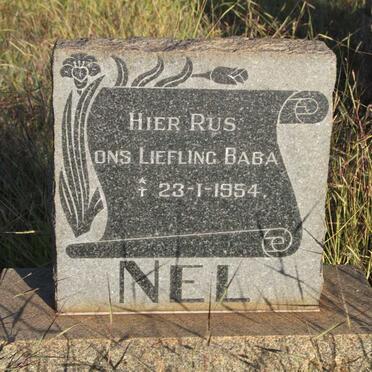 HIER RUS
ONS LIEFLING BABA
*† 23-1-1954.
NEL